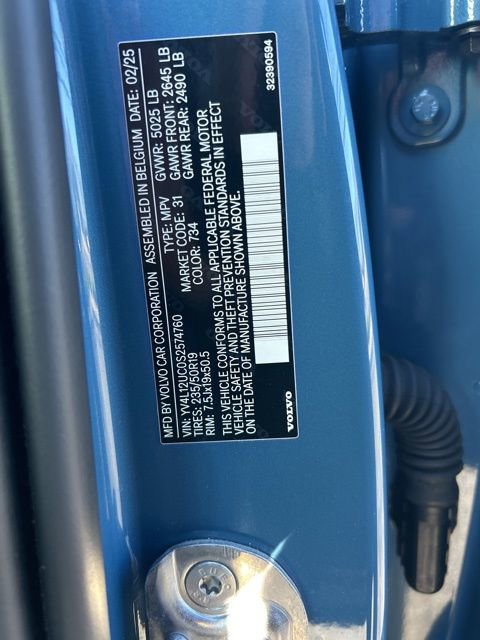 MFD BY VOLVO CAR CORPORATION ASSEMBLED IN BELGIUM DATE: 02/25
VIN: YV4L12UC0S2574760 TYPE: MPV GVWR: 5025 LB
TIRES: 235/50R19 MARKET CODE: 31 GAWR FRONT: 2645 LB
RIM: 7.5Jx19x50.5 COLOR: 734 GAWR REAR: 2490 LB
THIS VEHICLE CONFORMS TO ALL APPLICABLE FEDERAL MOTOR
VEHICLE SAFETY AND THEFT PREVENTION STANDARDS IN EFFECT
ON THE DATE OF MANUFACTURE SHOWN ABOVE.
VOLVO 32390594